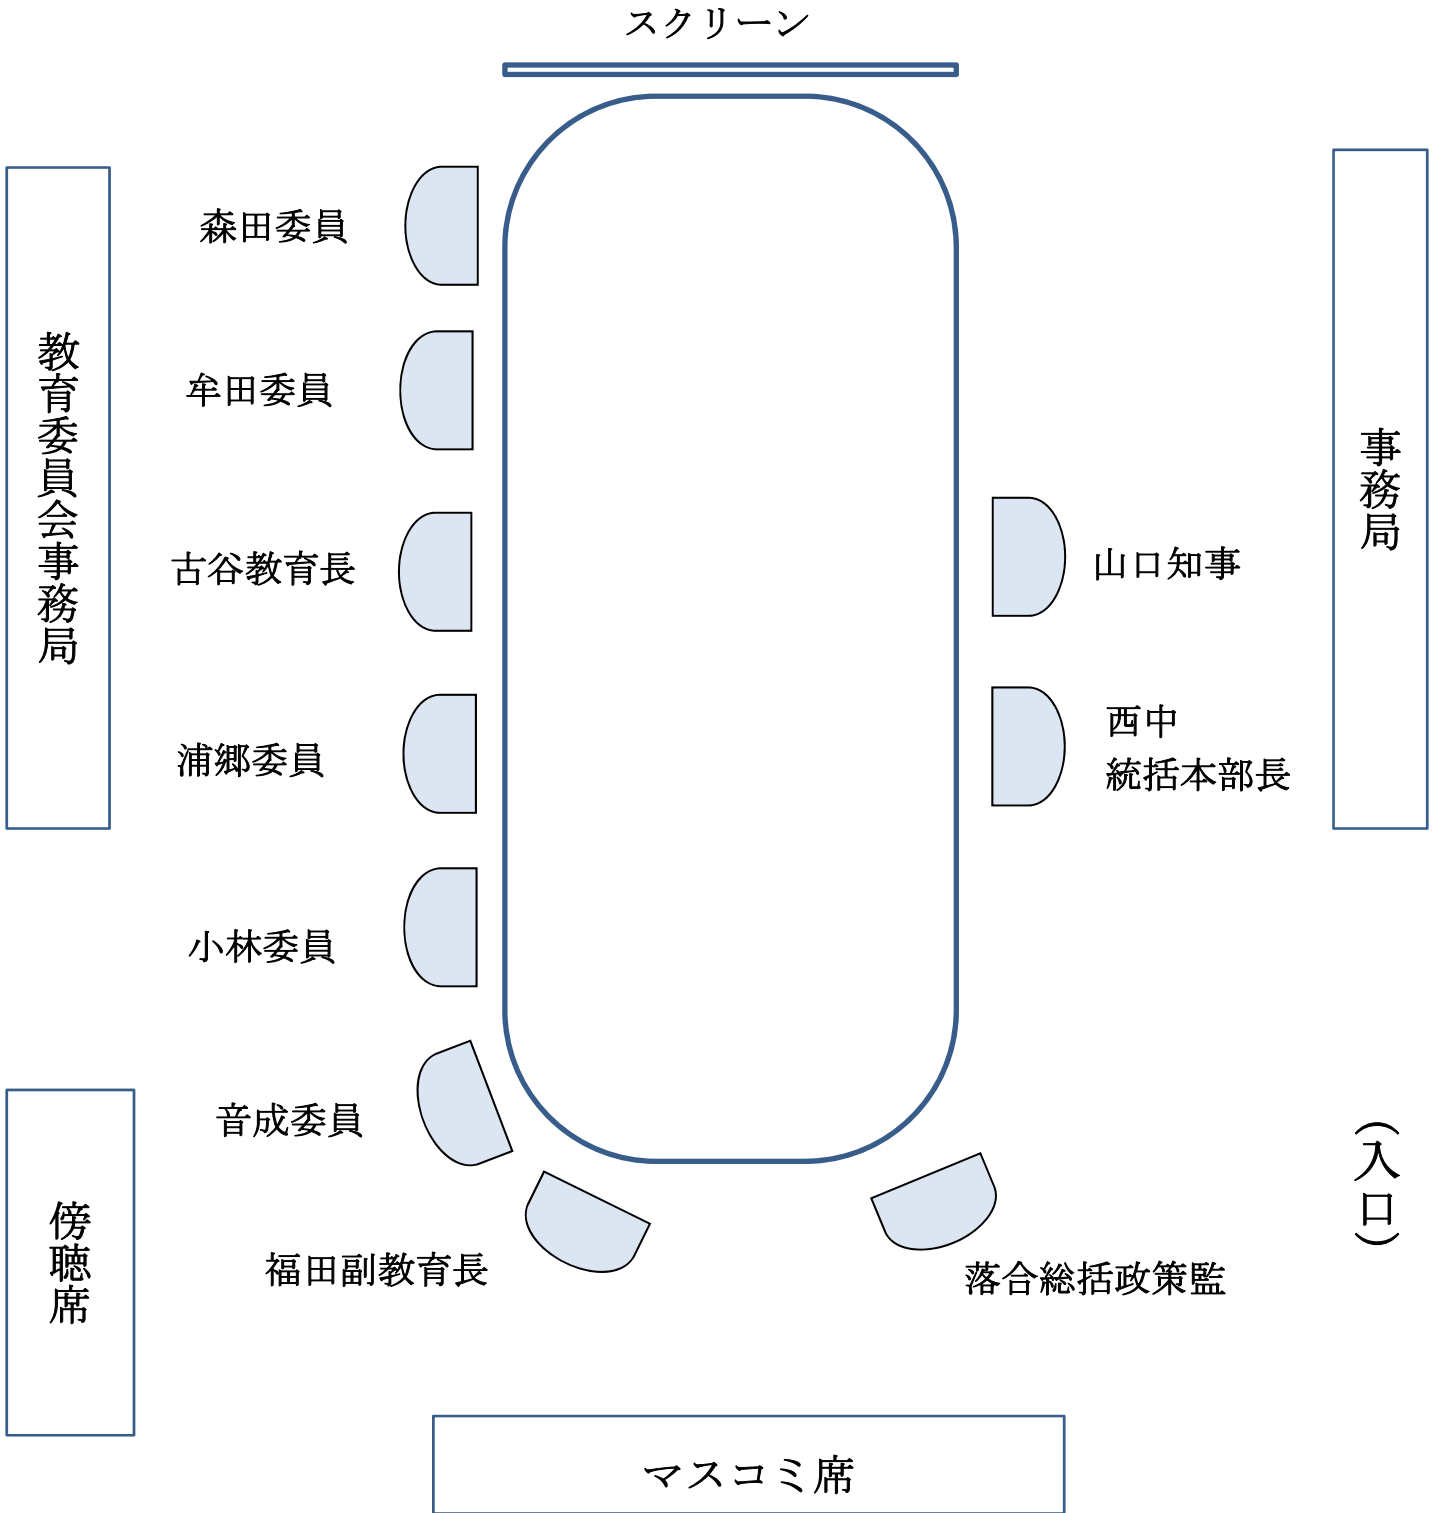 スクリーン
森田委員
牟田委員
古谷教育長
浦郷委員
小林委員
音成委員
福田副教育長
教育委員会事務局
傍聴席
山口知事
西中
統括本部長
落合総括政策監
事務局
（入口）
マスコミ席